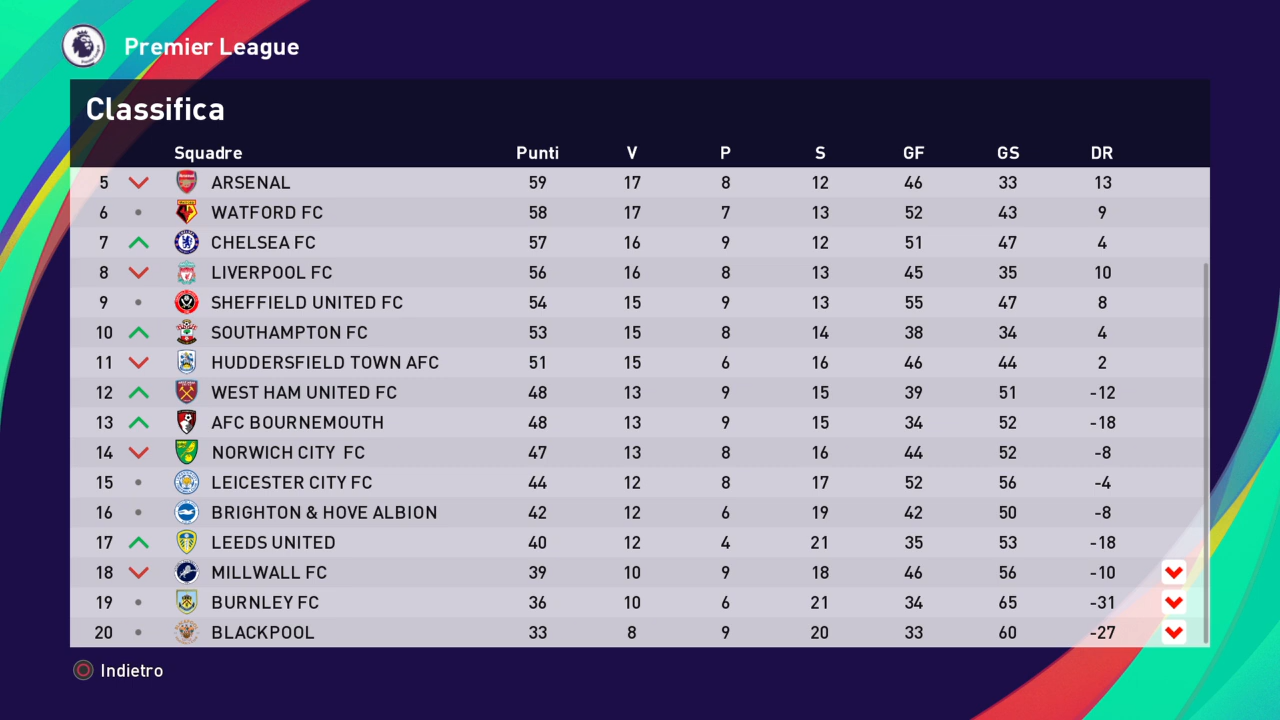 Premier League
Classifica
Squadre Punti V P S GF GS DR
5 ARSENAL 59 17 8 12 46 33 13
6 WATFORD FC 58 17 7 13 52 43 9
7 CHELSEA FC 57 16 9 12 51 47 4
8 LIVERPOOL FC 56 16 8 13 45 35 10
9 SHEFFIELD UNITED FC 54 15 9 13 55 47 8
10 SOUTHAMPTON FC 53 15 8 14 38 34 4
11 HUDDERSFIELD TOWN AFC 51 15 6 16 46 44 2
12 WEST HAM UNITED FC 48 13 9 15 39 51 -12
13 AFC BOURNEMOUTH 48 13 9 15 34 52 -18
14 NORWICH CITY FC 47 13 8 16 44 52 -8
15 LEICESTER CITY FC 44 12 8 17 52 56 -4
16 BRIGHTON & HOVE ALBION 42 12 6 19 42 50 -8
17 LEEDS UNITED 40 12 4 21 35 53 -18
18 MILLWALL FC 39 10 9 18 46 56 -10
19 BURNLEY FC 36 10 6 21 34 65 -31
20 BLACKPOOL 33 8 9 20 33 60 -27
Indietro